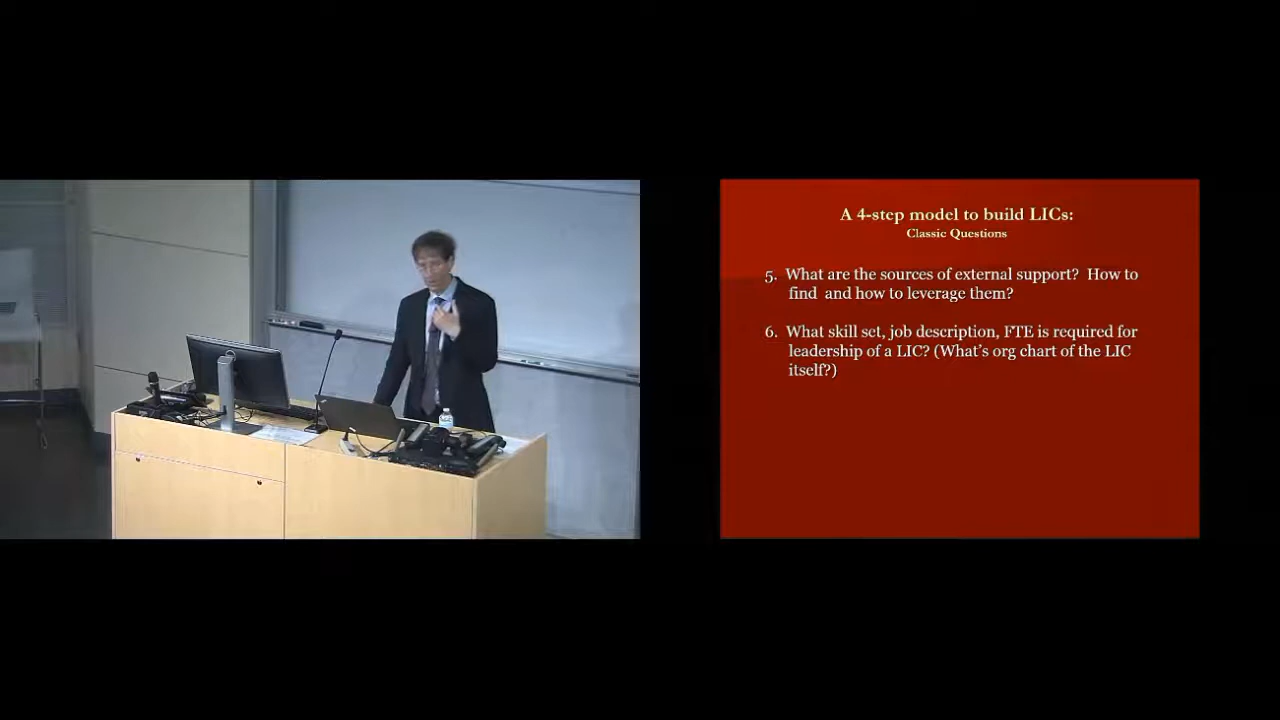 A 4-step model to build LICs:
Classic Questions
5. What are the sources of external support? How to
find and how to leverage them?
6. What skill set, job description, FTE is required for
leadership of a LIC? (What's org chart of the LIC
itself?)